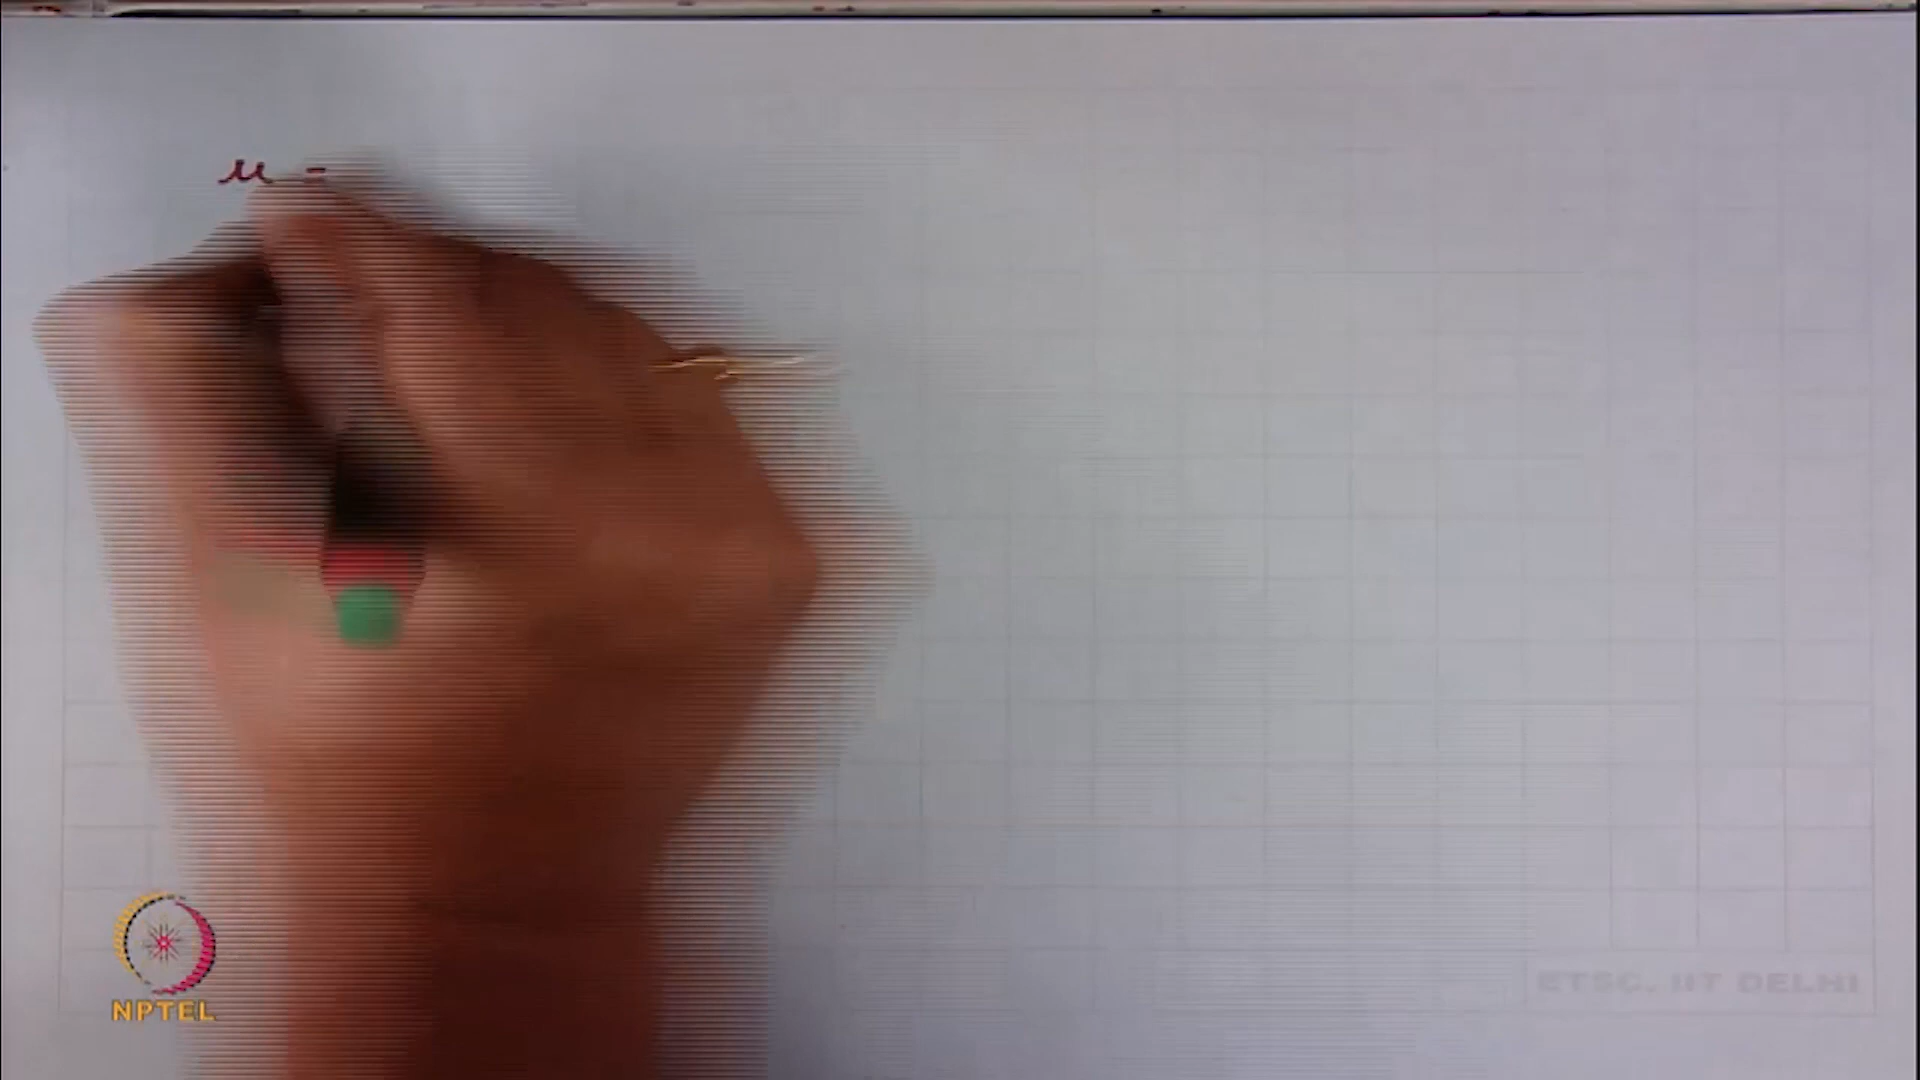 u =
NPTEL
ETSC, IIT DELHI